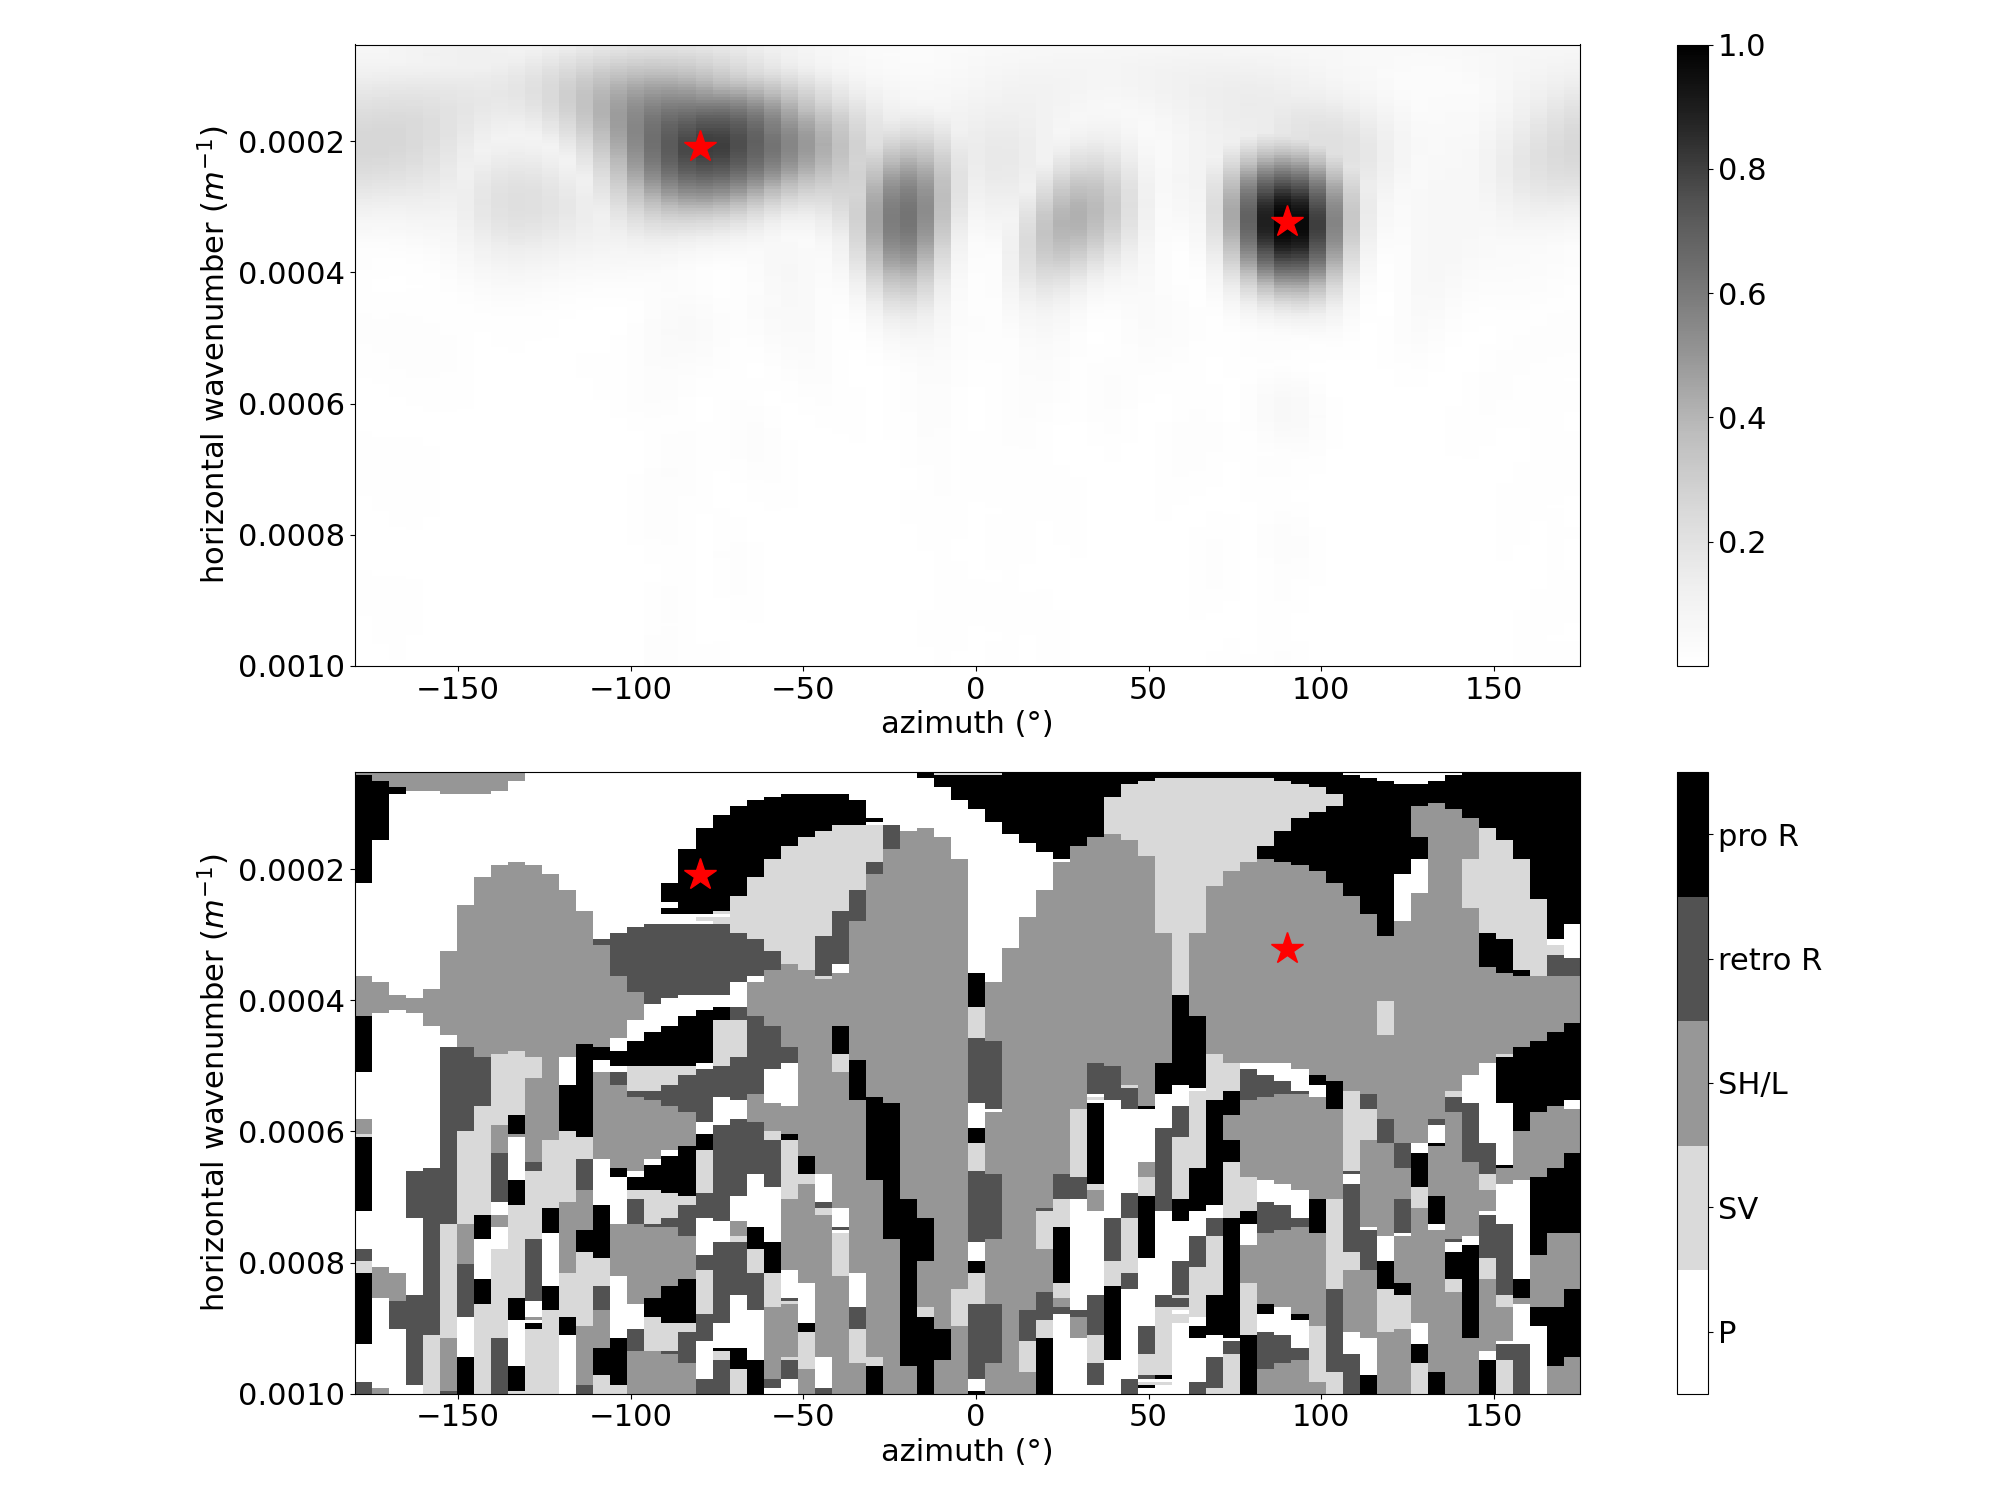 0.0002
0.0004
0.0006
0.0008
0.0010
horizontal wavenumber (m⁻¹)
−150 −100 −50 0 50 100 150
azimuth (°)
1.0
0.8
0.6
0.4
0.2
0.0002
0.0004
0.0006
0.0008
0.0010
horizontal wavenumber (m⁻¹)
−150 −100 −50 0 50 100 150
azimuth (°)
pro R
retro R
SH/L
SV
P